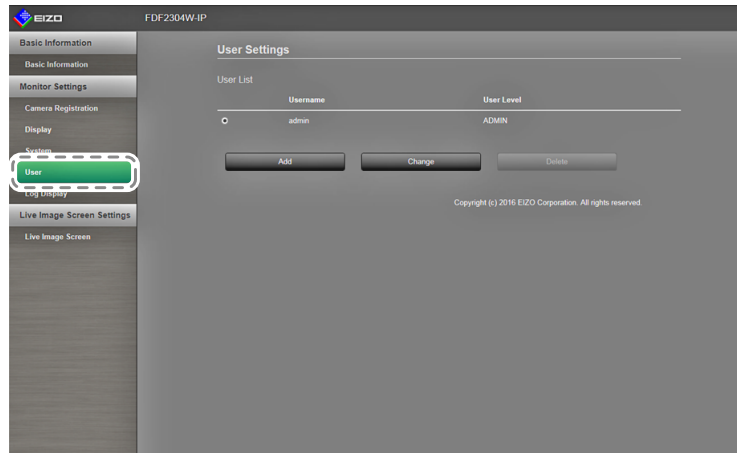 EIZO
FDF2304W-IP
Basic Information
Basic Information
Monitor Settings
Camera Registration
Display
System
User
Log Display
Live Image Screen Settings
Live Image Screen
User Settings
User List
Username User Level
admin ADMIN
Add Change Delete
Copyright (c) 2016 EIZO Corporation. All rights reserved.